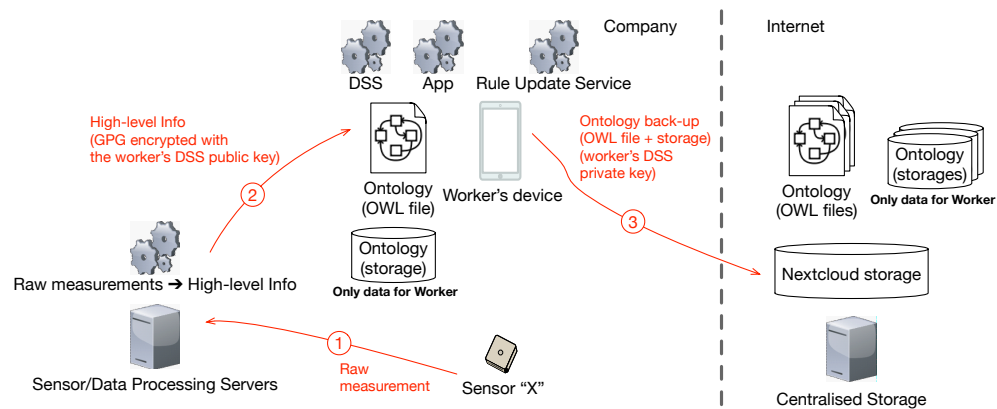 Company
Internet
DSS
App
Rule Update Service
High-level Info
(GPG encrypted with
the worker's DSS public key)
2
Ontology
(OWL file)
Worker's device
Ontology back-up
(OWL file + storage)
(worker's DSS
private key)
3
Ontology
(OWL files)
Ontology
(storages)
Only data for Worker
Ontology
(storage)
Only data for Worker
Raw measurements ➔ High-level Info
Nextcloud storage
1
Raw
measurement
Sensor/Data Processing Servers
Sensor “X”
Centralised Storage